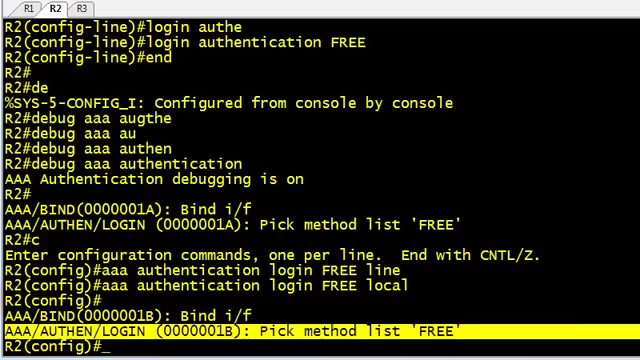 R1
R2
R3
R2(config-line)#login authe
R2(config-line)#login authentication FREE
R2(config-line)#end
R2#
R2#de
%SYS-5-CONFIG_I: Configured from console by console
R2#debug aaa augthe
R2#debug aaa au
R2#debug aaa authen
R2#debug aaa authentication
AAA Authentication debugging is on
R2#
AAA/BIND(0000001A): Bind i/f
AAA/AUTHEN/LOGIN (0000001A): Pick method list 'FREE'
R2#c
Enter configuration commands, one per line.  End with CNTL/Z.
R2(config)#aaa authentication login FREE line
R2(config)#aaa authentication login FREE local
R2(config)#
AAA/BIND(0000001B): Bind i/f
AAA/AUTHEN/LOGIN (0000001B): Pick method list 'FREE'
R2(config)#_